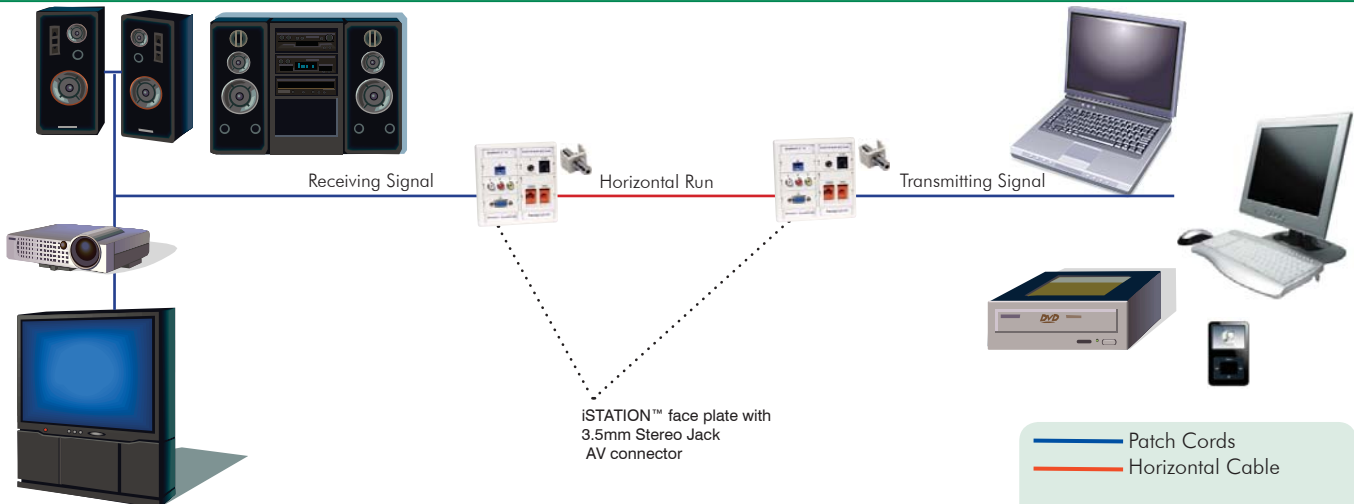 Receiving Signal
Horizontal Run
Transmitting Signal
DVD
iSTATION™ face plate with
3.5mm Stereo Jack
AV connector
Patch Cords
Horizontal Cable